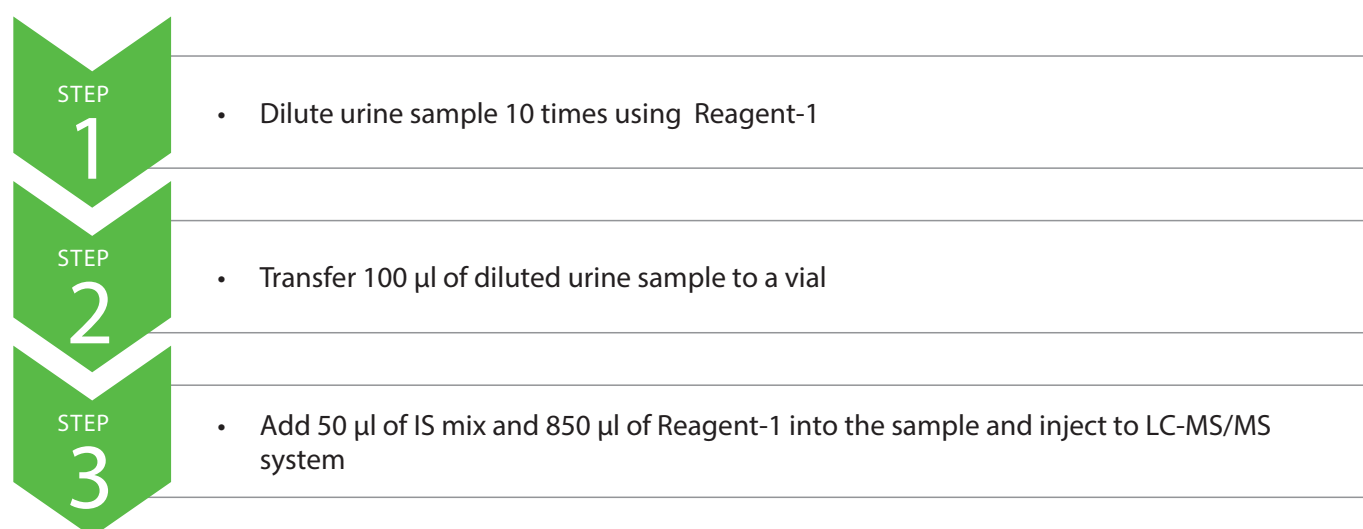 STEP
1
• Dilute urine sample 10 times using  Reagent-1
STEP
2
• Transfer 100 µl of diluted urine sample to a vial
STEP
3
• Add 50 µl of IS mix and 850 µl of Reagent-1 into the sample and inject to LC-MS/MS
system